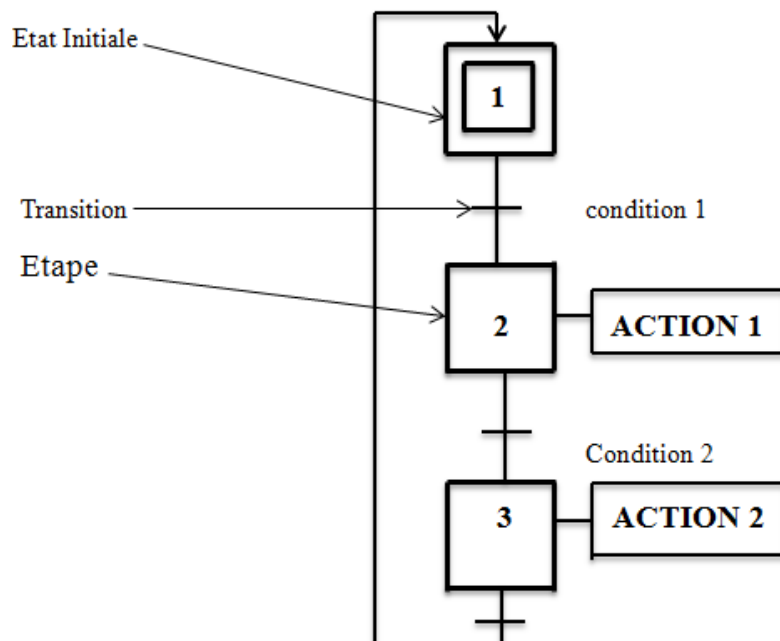 Etat Initiale
1
Transition
condition 1
Etape
2
ACTION 1
Condition 2
3
ACTION 2